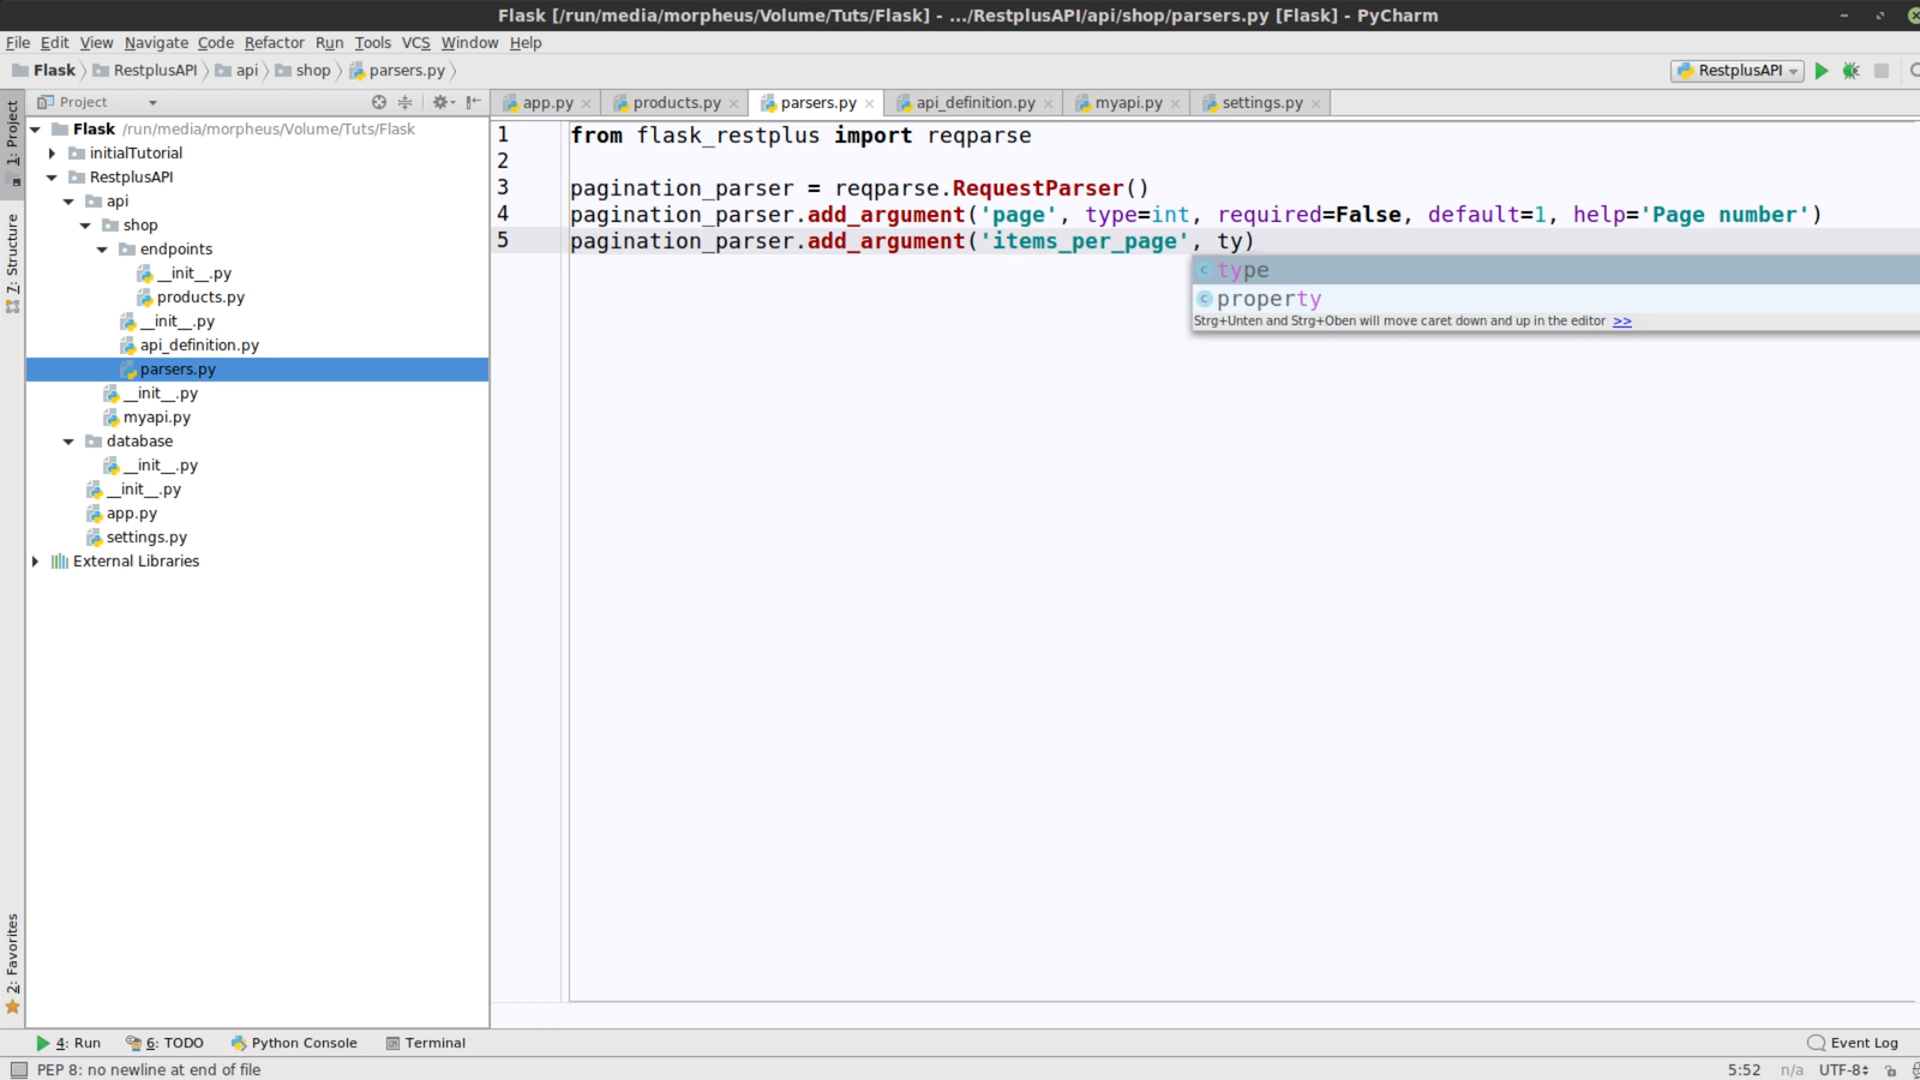 Flask [/run/media/morpheus/Volume/Tuts/Flask] - .../RestplusAPI/api/shop/parsers.py [Flask] - PyCharm
File Edit View Navigate Code Refactor Run Tools VCS Window Help
Flask RestplusAPI api shop parsers.py RestplusAPI
Project app.py products.py parsers.py api_definition.py myapi.py settings.py
1: Project
7: Structure
2: Favorites
Flask /run/media/morpheus/Volume/Tuts/Flask
initialTutorial
RestplusAPI
api
shop
endpoints
__init__.py
products.py
__init__.py
api_definition.py
parsers.py
__init__.py
myapi.py
database
__init__.py
__init__.py
app.py
settings.py
External Libraries
1 from flask_restplus import reqparse
2
3 pagination_parser = reqparse.RequestParser()
4 pagination_parser.add_argument('page', type=int, required=False, default=1, help='Page number')
5 pagination_parser.add_argument('items_per_page', ty)
c type
c property
Strg+Unten and Strg+Oben will move caret down and up in the editor >>
4: Run 6: TODO Python Console Terminal Event Log
PEP 8: no newline at end of file 5:52 n/a UTF-8